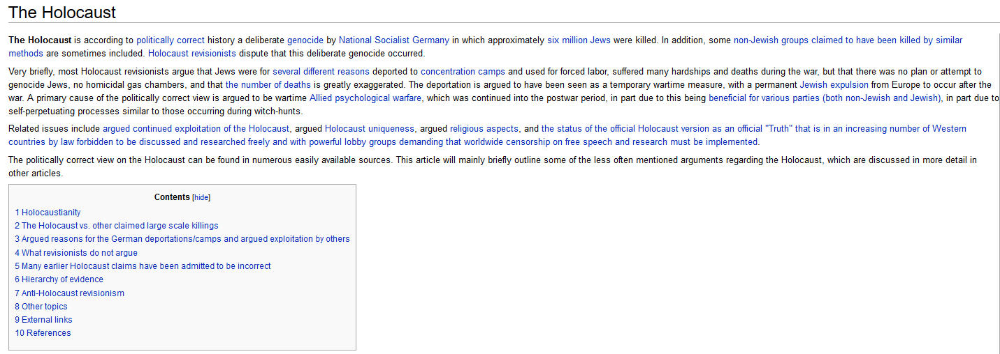 The Holocaust
The Holocaust is according to politically correct history a deliberate genocide by National Socialist Germany in which approximately six million Jews were killed. In addition, some non-Jewish groups claimed to have been killed by similar
methods are sometimes included. Holocaust revisionists dispute that this deliberate genocide occurred.
Very briefly, most Holocaust revisionists argue that Jews were for several different reasons deported to concentration camps and used for forced labor, suffered many hardships and deaths during the war, but that there was no plan or attempt to
genocide Jews, no homicidal gas chambers, and that the number of deaths is greatly exaggerated. The deportation is argued to have been seen as a temporary wartime measure, with a permanent Jewish expulsion from Europe to occur after the
war. A primary cause of the politically correct view is argued to be wartime Allied psychological warfare, which was continued into the postwar period, in part due to this being beneficial for various parties (both non-Jewish and Jewish), in part due to
self-perpetuating processes similar to those occurring during witch-hunts.
Related issues include argued continued exploitation of the Holocaust, argued Holocaust uniqueness, argued religious aspects, and the status of the official Holocaust version as an official "Truth" that is in an increasing number of Western
countries by law forbidden to be discussed and researched freely and with powerful lobby groups demanding that worldwide censorship on free speech and research must be implemented.
The politically correct view on the Holocaust can be found in numerous easily available sources. This article will mainly briefly outline some of the less often mentioned arguments regarding the Holocaust, which are discussed in more detail in
other articles.
Contents [hide]
1 Holocaustianity
2 The Holocaust vs. other claimed large scale killings
3 Argued reasons for the German deportations/camps and argued exploitation by others
4 What revisionists do not argue
5 Many earlier Holocaust claims have been admitted to be incorrect
6 Hierarchy of evidence
7 Anti-Holocaust revisionism
8 Other topics
9 External links
10 References